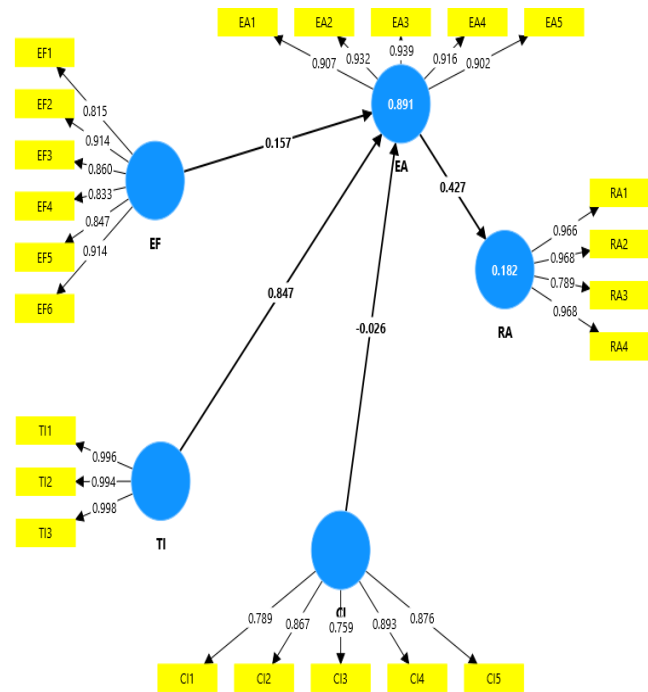 EA1 EA2 EA3 EA4 EA5
0.907 0.932 0.939 0.916 0.902
0.891
EA
EF1
EF2
EF3
EF4
EF5
EF6
0.815
0.914
0.860
0.833
0.847
0.914
EF
0.157
0.847
-0.026
0.427
0.182
RA
0.966
0.968
0.789
0.968
RA1
RA2
RA3
RA4
TI1
TI2
TI3
0.996
0.994
0.998
TI
CI
0.789 0.867 0.759 0.893 0.876
CI1 CI2 CI3 CI4 CI5